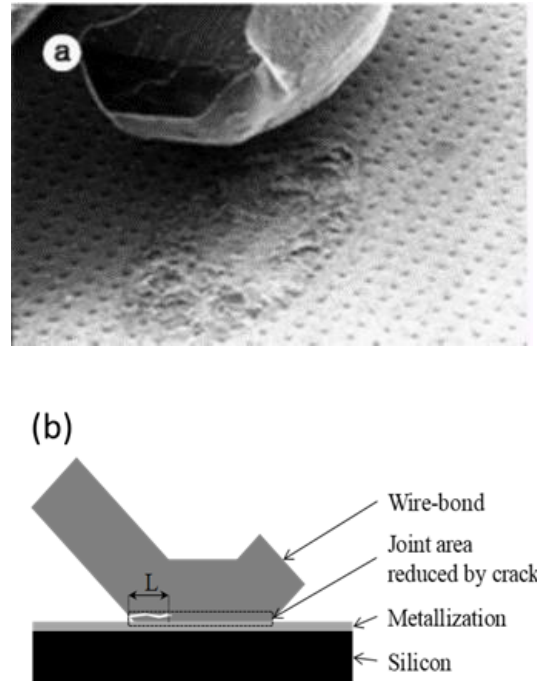 a
(b)
L
Wire-bond
Joint area
reduced by crack
Metallization
Silicon